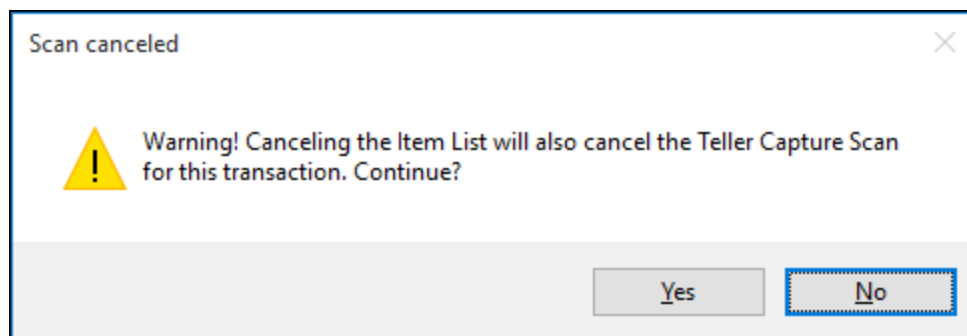 Scan canceled
Warning! Canceling the Item List will also cancel the Teller Capture Scan
for this transaction. Continue?
Yes
No